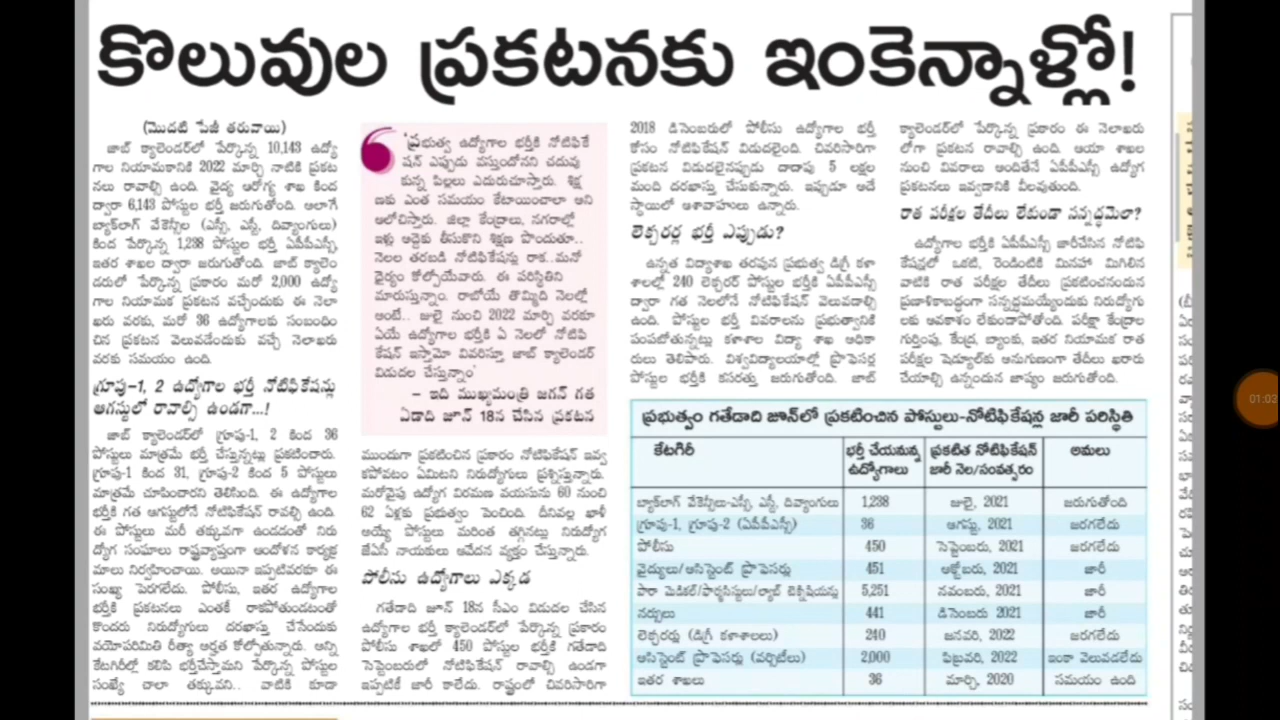 కొలువుల ప్రకటనకు ఇంకెన్నాళ్లో!
(మొదటి పేజీ తరువాయి)
జాబ్ క్యాలెండర్‌లో పేర్కొన్న 10,143 ఉద్యో
గాల నియామకానికి 2022 మార్చి నాటికి ప్రకట
నలు రావాల్సి ఉంది. వైద్య ఆరోగ్య శాఖ కింద
ద్వారా 6,143 పోస్టుల భర్తీ జరుగుతోంది. అలాగే
బ్యాక్‌లాగ్ వేకెన్సీల (ఎస్సీ, ఎస్టీ, దివ్యాంగులు)
కింద పేర్కొన్న 1,238 పోస్టుల భర్తీ ఏపీపీఎస్సీ,
ఇతర శాఖల ద్వారా జరుగుతోంది. జాబ్ క్యాలెం
డరులో పేర్కొన్న ప్రకారం మరో 2,000 ఉద్యో
గాల నియామక ప్రకటన వచ్చేందుకు ఈ నెలా
ఖరు వరకు, మరో 36 ఉద్యోగాలకు సంబంధిం
చిన ప్రకటన వెలువడేందుకు వచ్చే నెలాఖరు
వరకు సమయం ఉంది.
గ్రూపు-1, 2 ఉద్యోగాల భర్తీ నోటిఫికేషన్లు
ఆగస్టులో రావాల్సి ఉండగా...!
జాబ్ క్యాలెండర్‌లో గ్రూప్-1, 2 కింద 36
పోస్టులు మాత్రమే భర్తీ చేస్తున్నట్లు ప్రకటించారు.
గ్రూపు-1 కింద 31, గ్రూపు-2 కింద 5 పోస్టులు
మాత్రమే చూపించారని తెలిసింది. ఈ ఉద్యోగాల
భర్తీకి గత ఆగస్టులోనే నోటిఫికేషన్ రావాల్సి ఉంది.
ఈ పోస్టులు మరీ తక్కువగా ఉండడంతో నిరు
ద్యోగ సంఘాలు రాష్ట్రవ్యాప్తంగా ఆందోళన కార్యక్ర
మాలు నిర్వహించాయి. అయినా ఇప్పటివరకూ ఈ
సంఖ్య పెరగలేదు. పోలీసు, ఇతర ఉద్యోగాల
భర్తీకి ప్రకటనలు ఎంతకీ రాకపోతుండటంతో
కొందరు నిరుద్యోగులు దరఖాస్తు చేసేందుకు
వయోపరిమితి రీత్యా అర్హత కోల్పోతున్నారు. అన్ని
కేటగిరీల్లో కలిపి భర్తీచేస్తామని పేర్కొన్న పోస్టుల
సంఖ్యే చాలా తక్కువని.. వాటికి కూడా
'ప్రభుత్వ ఉద్యోగాల భర్తీకి నోటిఫికే
షన్ ఎప్పుడు వస్తుందోనని చదువు
కున్న పిల్లలు ఎదురుచూస్తారు. శిక్ష
ణకు ఎంత సమయం కేటాయించాలా అని
ఆలోచిస్తారు. జిల్లా కేంద్రాలు, నగరాల్లో
ఇళ్లు అద్దెకు తీసుకొని శిక్షణ పొందుతూ..
నెలల తరబడి నోటిఫికేషన్లు రాక..మనో
ధైర్యం కోల్పోయేవారు. ఈ పరిస్థితిని
మారుస్తున్నాం. రాబోయే తొమ్మిది నెలల్లో
అంటే.. జులై నుంచి 2022 మార్చి వరకూ
ఏయే ఉద్యోగాల భర్తీకి ఏ నెలలో నోటిఫి
కేషన్ ఇస్తామో వివరిస్తూ జాబ్ క్యాలెండర్
విడుదల చేస్తున్నాం'
– ఇది ముఖ్యమంత్రి జగన్ గత
ఏడాది జూన్ 18న చేసిన ప్రకటన
ముందుగా ప్రకటించిన ప్రకారం నోటిఫికేషన్ ఇవ్వ
కపోవటం ఏమిటని నిరుద్యోగులు ప్రశ్నిస్తున్నారు.
మరోవైపు ఉద్యోగ విరమణ వయసును 60 నుంచి
62 ఏళ్లకు ప్రభుత్వం పెంచింది. దీనివల్ల ఖాళీ
అయ్యే పోస్టులు మరింత తగ్గినట్లు నిరుద్యోగ
జేఏసీ నాయకులు ఆవేదన వ్యక్తం చేస్తున్నారు.
పోలీసు ఉద్యోగాలు ఎక్కడ
గతేడాది జూన్ 18న సీఎం విడుదల చేసిన
ఉద్యోగాల భర్తీ క్యాలెండర్‌లో పేర్కొన్న ప్రకారం
పోలీసు శాఖలో 450 పోస్టుల భర్తీకి గతేడాది
సెప్టెంబరులో నోటిఫికేషన్ రావాల్సి ఉండగా
ఇప్పటికీ జారీ కాలేదు. రాష్ట్రంలో చివరిసారిగా
2018 డిసెంబరులో పోలీసు ఉద్యోగాల భర్తీ
కోసం నోటిఫికేషన్ విడుదలైంది. చివరిసారిగా
ప్రకటన విడుదలైనప్పుడు దాదాపు 5 లక్షల
మంది దరఖాస్తు చేసుకున్నారు. ఇప్పుడూ అదే
స్థాయిలో ఆశావాహులు ఉన్నారు.
లెక్చరర్ల భర్తీ ఎప్పుడు?
ఉన్నత విద్యాశాఖ తరఫున ప్రభుత్వ డిగ్రీ కళా
శాలల్లో 240 లెక్చరర్ పోస్టుల భర్తీకి ఏపీపీఎస్సీ
ద్వారా గత నెలలోనే నోటిఫికేషన్ వెలువడాల్సి
ఉంది. పోస్టుల భర్తీ వివరాలను ప్రభుత్వానికి
పంపబోతున్నట్లు కళాశాల విద్యా శాఖ అధికా
రులు తెలిపారు. విశ్వవిద్యాలయాల్లో ప్రొఫెసర్ల
పోస్టుల భర్తీకి కసరత్తు జరుగుతోంది. జాబ్
క్యాలెండర్‌లో పేర్కొన్న ప్రకారం ఈ నెలాఖరు
లోగా ప్రకటన రావాల్సి ఉంది. ఆయా శాఖల
నుంచి వివరాలు అందితేనే ఏపీపీఎస్సీ ఉద్యోగ
ప్రకటనలు ఇవ్వడానికి వీలవుతుంది.
రాత పరీక్షల తేదీలు లేకుండా సన్నద్ధమెలా?
ఉద్యోగాల భర్తీకి ఏపీపీఎస్సీ జారీచేసిన నోటిఫి
కేషన్లలో ఒకటి, రెండింటికి మినహా మిగిలిన
వాటికి రాత పరీక్షల తేదీలు ప్రకటించనందున
ప్రణాళికాబద్ధంగా సన్నద్ధమయ్యేందుకు నిరుద్యోగు
లకు అవకాశం లేకుండాపోతోంది. పరీక్షా కేంద్రాల
గుర్తింపు, కేంద్ర, బ్యాంకు, ఇతర నియామక రాత
పరీక్షల షెడ్యూల్‌కు అనుగుణంగా తేదీలు ఖరారు
చేయాల్సి ఉన్నందున జాప్యం జరుగుతోంది.
ప్రభుత్వం గతేడాది జూన్‌లో ప్రకటించిన పోస్టులు-నోటిఫికేషన్ల జారీ పరిస్థితి
కేటగిరీ భర్తీ చేయనున్న ఉద్యోగాలు ప్రకటిత నోటిఫికేషన్ జారీ నెల/సంవత్సరం అమలు
బ్యాక్‌లాగ్ వేకెన్సీలు-ఎస్సీ, ఎస్టీ, దివ్యాంగులు 1,238 జులై, 2021 జరుగుతోంది
గ్రూపు-1, గ్రూపు-2 (ఏపీపీఎస్సీ) 36 ఆగస్టు, 2021 జరగలేదు
పోలీసు 450 సెప్టెంబరు, 2021 జరగలేదు
వైద్యులు/అసిస్టెంట్ ప్రొఫెసర్లు 451 అక్టోబరు, 2021 జారీ
పారా మెడికల్/ఫార్మసిస్టులు/ల్యాబ్ టెక్నీషియన్లు 5,251 నవంబరు, 2021 జారీ
నర్సులు 441 డిసెంబరు 2021 జారీ
లెక్చరర్లు (డిగ్రీ కళాశాలలు) 240 జనవరి, 2022 జరగలేదు
అసిస్టెంట్ ప్రొఫెసర్లు (వర్సిటీలు) 2,000 ఫిబ్రవరి, 2022 ఇంకా వెలువడలేదు
ఇతర శాఖలు 36 మార్చి, 2020 సమయం ఉంది
01:02